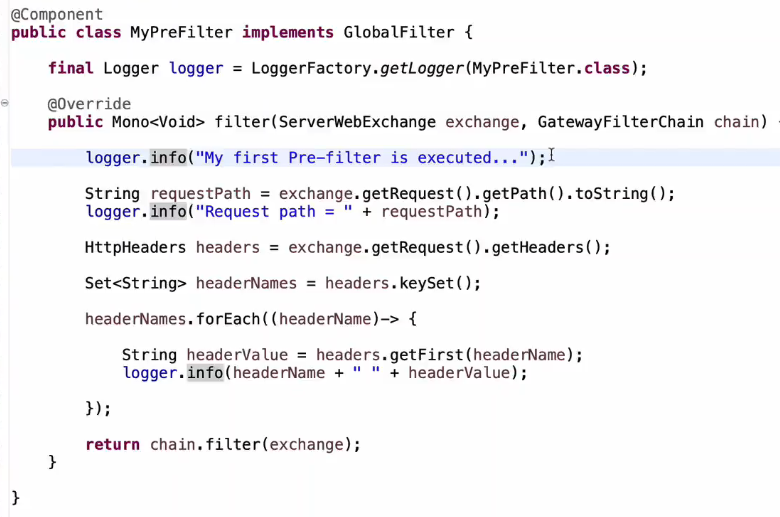 @Component
public class MyPreFilter implements GlobalFilter {
final Logger logger = LoggerFactory.getLogger(MyPreFilter.class);
@Override
public Mono<Void> filter(ServerWebExchange exchange, GatewayFilterChain chain) {
logger.info("My first Pre-filter is executed...");
String requestPath = exchange.getRequest().getPath().toString();
logger.info("Request path = " + requestPath);
HttpHeaders headers = exchange.getRequest().getHeaders();
Set<String> headerNames = headers.keySet();
headerNames.forEach((headerName)-> {
String headerValue = headers.getFirst(headerName);
logger.info(headerName + " " + headerValue);
});
return chain.filter(exchange);
}
}